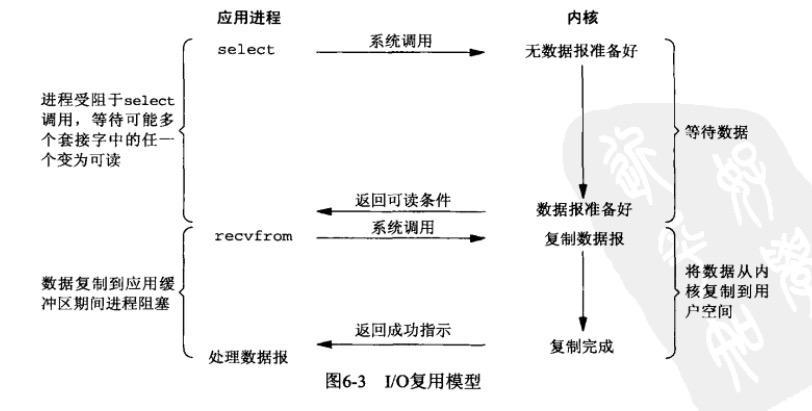 应用进程
内核
select
系统调用
无数据报准备好
进程受阻于select
调用，等待可能多
个套接字中的任一
个变为可读
等待数据
返回可读条件
数据报准备好
recvfrom
系统调用
复制数据报
数据复制到应用缓
冲区期间进程阻塞
将数据从内
核复制到用
户空间
返回成功指示
处理数据报
复制完成
图6-3 I/O复用模型